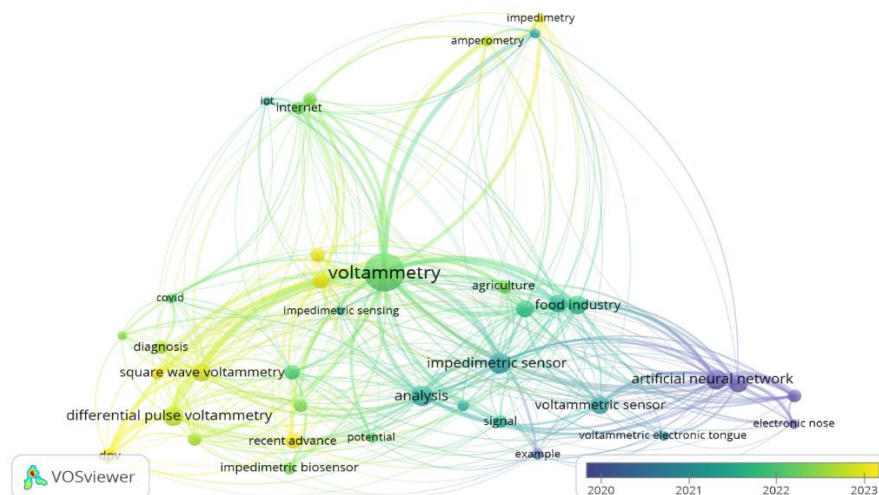 impedimetry
amperometry
iot
internet
voltammetry
covid
impedimetric sensing
agriculture
food industry
diagnosis
square wave voltammetry
impedimetric sensor
artificial neural network
analysis
voltammetric sensor
differential pulse voltammetry
signal
electronic nose
recent advance
potential
voltammetric electronic tongue
dpv
impedimetric biosensor
example
VOSviewer
2020 2021 2022 2023